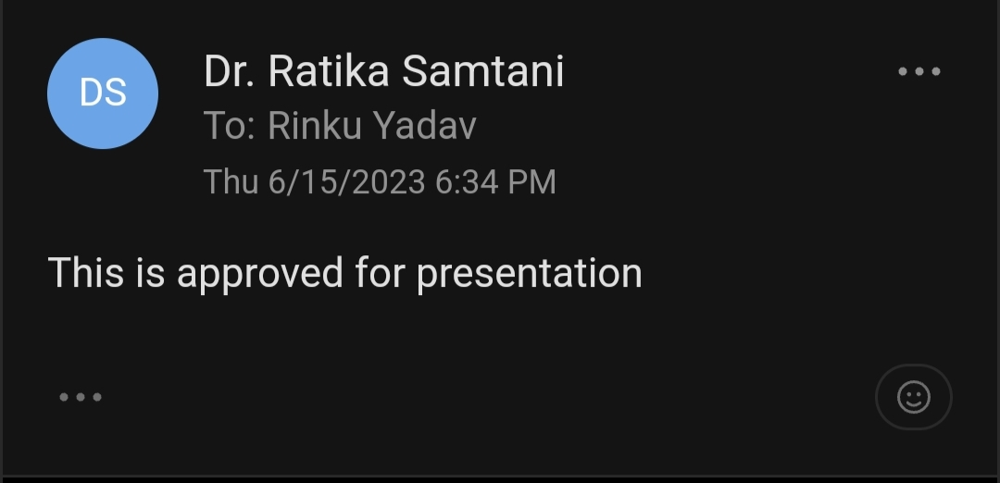 DS
Dr. Ratika Samtani
To: Rinku Yadav
Thu 6/15/2023 6:34 PM
This is approved for presentation